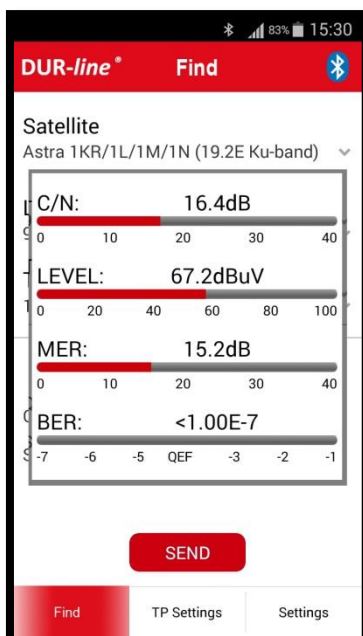 83% 15:30
DUR-line® Find
Satellite
Astra 1KR/1L/1M/1N (19.2E Ku-band)
C/N: 16.4dB
0 10 20 30 40
LEVEL: 67.2dBuV
0 20 40 60 80 100
MER: 15.2dB
0 10 20 30 40
BER: <1.00E-7
-7 -6 -5 QEF -3 -2 -1
SEND
Find TP Settings Settings